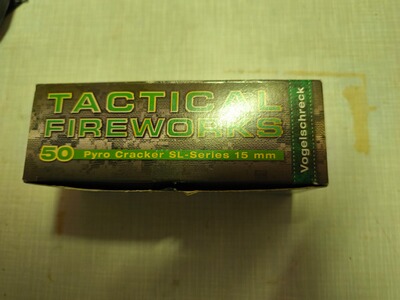 TACTICAL
FIREWORKS
50 Pyro Cracker SL-Series 15 mm
Vogelschreck